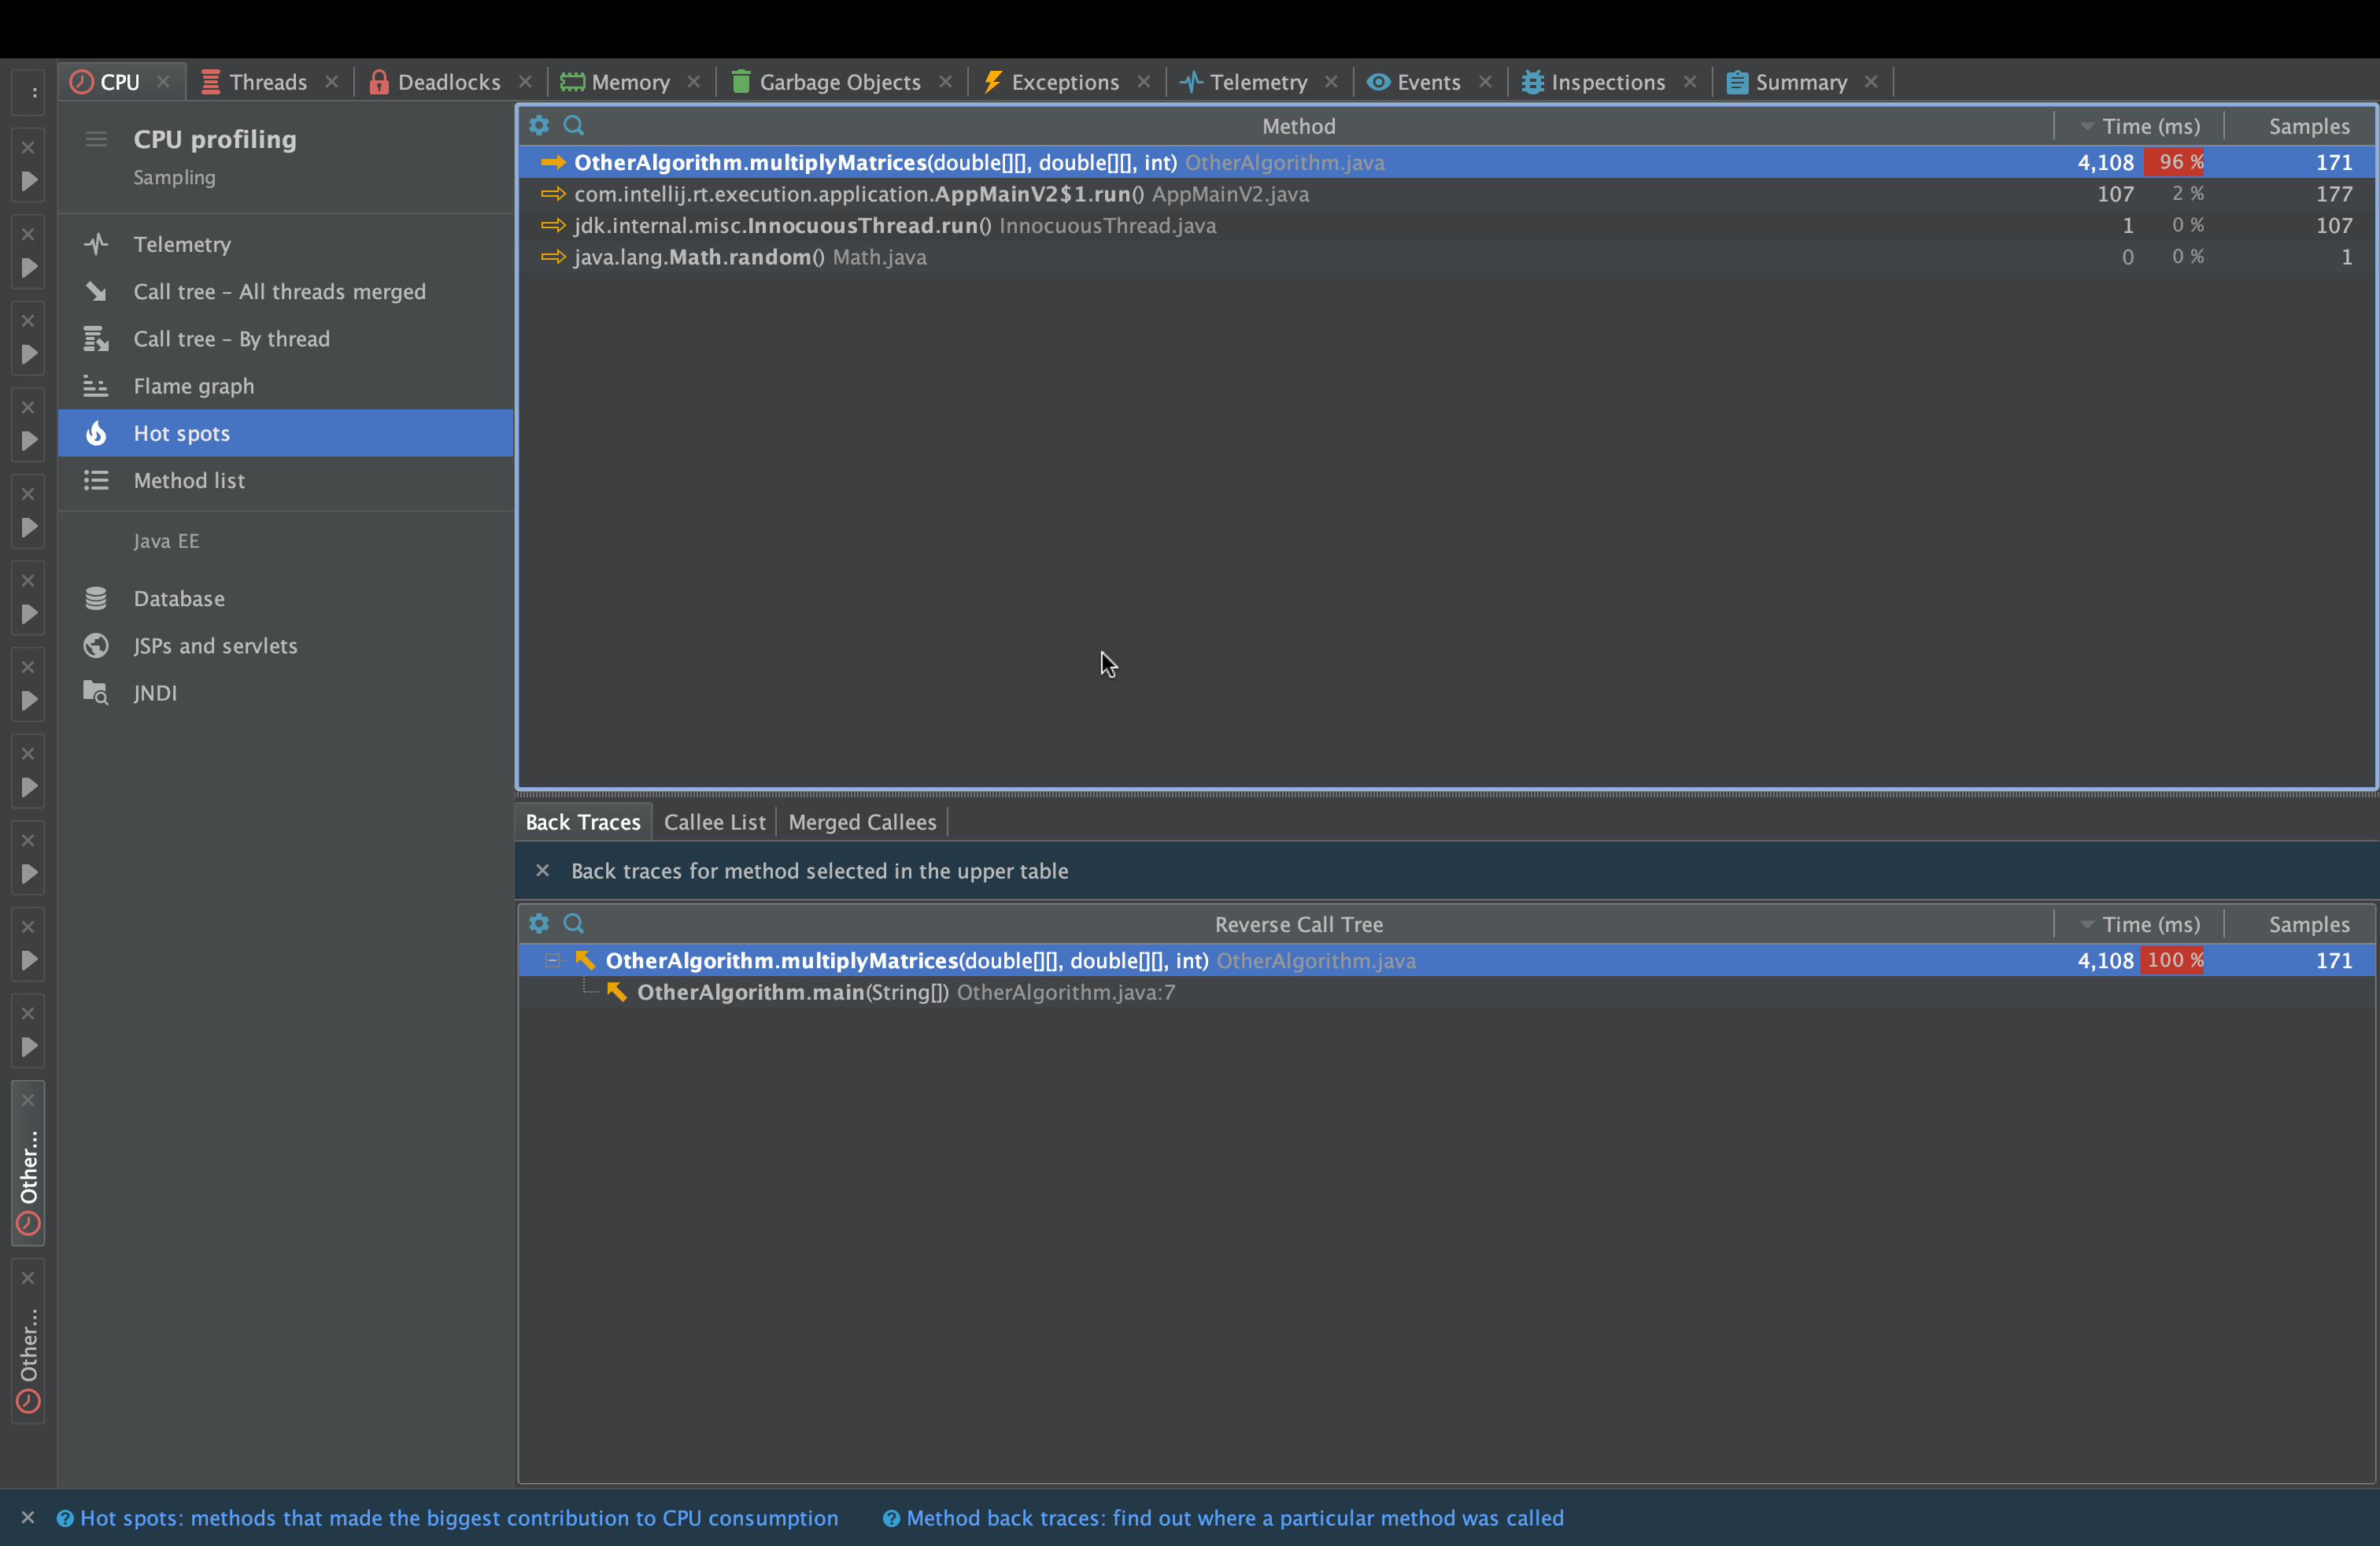 CPU Threads Deadlocks Memory Garbage Objects Exceptions Telemetry Events Inspections Summary
CPU profiling
Sampling
Telemetry
Call tree – All threads merged
Call tree – By thread
Flame graph
Hot spots
Method list
Java EE
Database
JSPs and servlets
JNDI
Method Time (ms) Samples
OtherAlgorithm.multiplyMatrices(double[][], double[][], int) OtherAlgorithm.java 4,108 96 % 171
com.intellij.rt.execution.application.AppMainV2$1.run() AppMainV2.java 107 2 % 177
jdk.internal.misc.InnocuousThread.run() InnocuousThread.java 1 0 % 107
java.lang.Math.random() Math.java 0 0 % 1
Back Traces Callee List Merged Callees
Back traces for method selected in the upper table
Reverse Call Tree Time (ms) Samples
OtherAlgorithm.multiplyMatrices(double[][], double[][], int) OtherAlgorithm.java 4,108 100 % 171
OtherAlgorithm.main(String[]) OtherAlgorithm.java:7
Other...
Other...
Hot spots: methods that made the biggest contribution to CPU consumption Method back traces: find out where a particular method was called